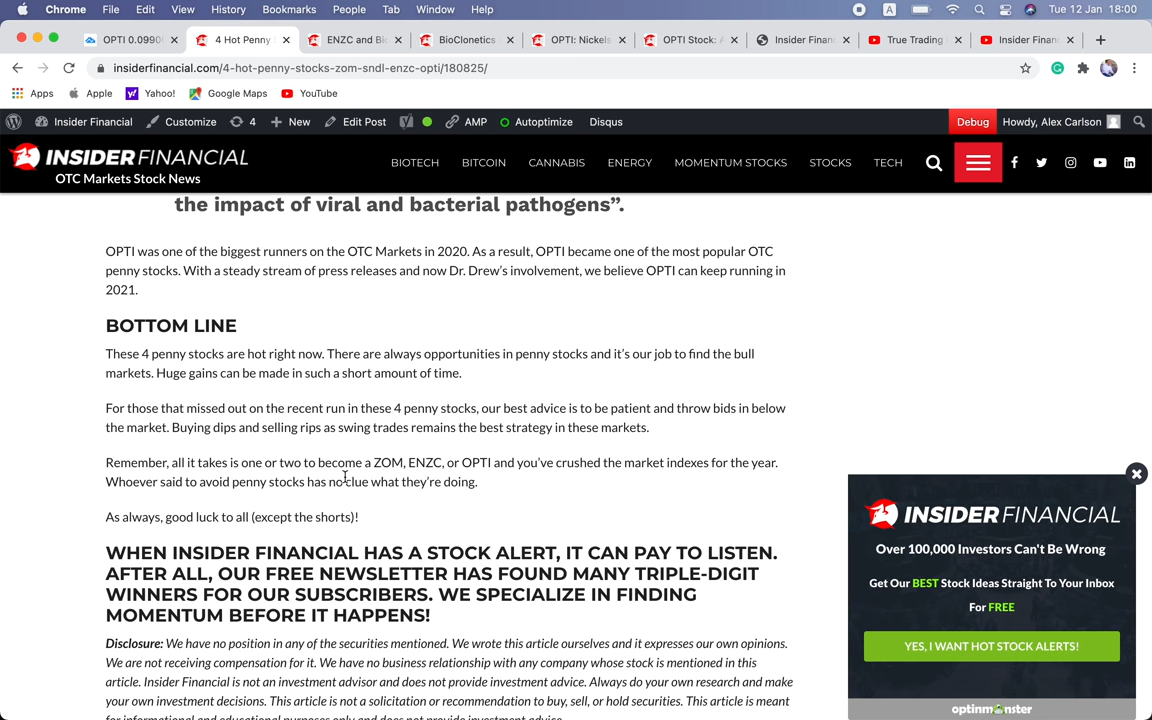 Chrome File Edit View History Bookmarks People Tab Window Help A Tue 12 Jan 18:00
OPTI 0.0990 4 Hot Penny ENZC and Bio BioClonetics OPTI: Nickels OPTI Stock: A Insider Finan True Trading Insider Finan
insiderfinancial.com/4-hot-penny-stocks-zom-sndl-enzc-opti/180825/
Apps Apple Yahoo! Google Maps YouTube
Insider Financial Customize 4 New Edit Post AMP Autoptimize Disqus Debug Howdy, Alex Carlson
INSIDERFINANCIAL
OTC Markets Stock News
BIOTECH BITCOIN CANNABIS ENERGY MOMENTUM STOCKS STOCKS TECH
the impact of viral and bacterial pathogens”.
OPTI was one of the biggest runners on the OTC Markets in 2020. As a result, OPTI became one of the most popular OTC
penny stocks. With a steady stream of press releases and now Dr. Drew’s involvement, we believe OPTI can keep running in
2021.
BOTTOM LINE
These 4 penny stocks are hot right now. There are always opportunities in penny stocks and it’s our job to find the bull
markets. Huge gains can be made in such a short amount of time.
For those that missed out on the recent run in these 4 penny stocks, our best advice is to be patient and throw bids in below
the market. Buying dips and selling rips as swing trades remains the best strategy in these markets.
Remember, all it takes is one or two to become a ZOM, ENZC, or OPTI and you’ve crushed the market indexes for the year.
Whoever said to avoid penny stocks has no clue what they’re doing.
As always, good luck to all (except the shorts)!
WHEN INSIDER FINANCIAL HAS A STOCK ALERT, IT CAN PAY TO LISTEN.
AFTER ALL, OUR FREE NEWSLETTER HAS FOUND MANY TRIPLE-DIGIT
WINNERS FOR OUR SUBSCRIBERS. WE SPECIALIZE IN FINDING
MOMENTUM BEFORE IT HAPPENS!
Disclosure: We have no position in any of the securities mentioned. We wrote this article ourselves and it expresses our own opinions.
We are not receiving compensation for it. We have no business relationship with any company whose stock is mentioned in this
article. Insider Financial is not an investment advisor and does not provide investment advice. Always do your own research and make
your own investment decisions. This article is not a solicitation or recommendation to buy, sell, or hold securities. This article is meant
for informational and educational purposes only and does not provide investment advice.
INSIDERFINANCIAL
Over 100,000 Investors Can't Be Wrong
Get Our BEST Stock Ideas Straight To Your Inbox
For FREE
YES, I WANT HOT STOCK ALERTS!
optinmonster